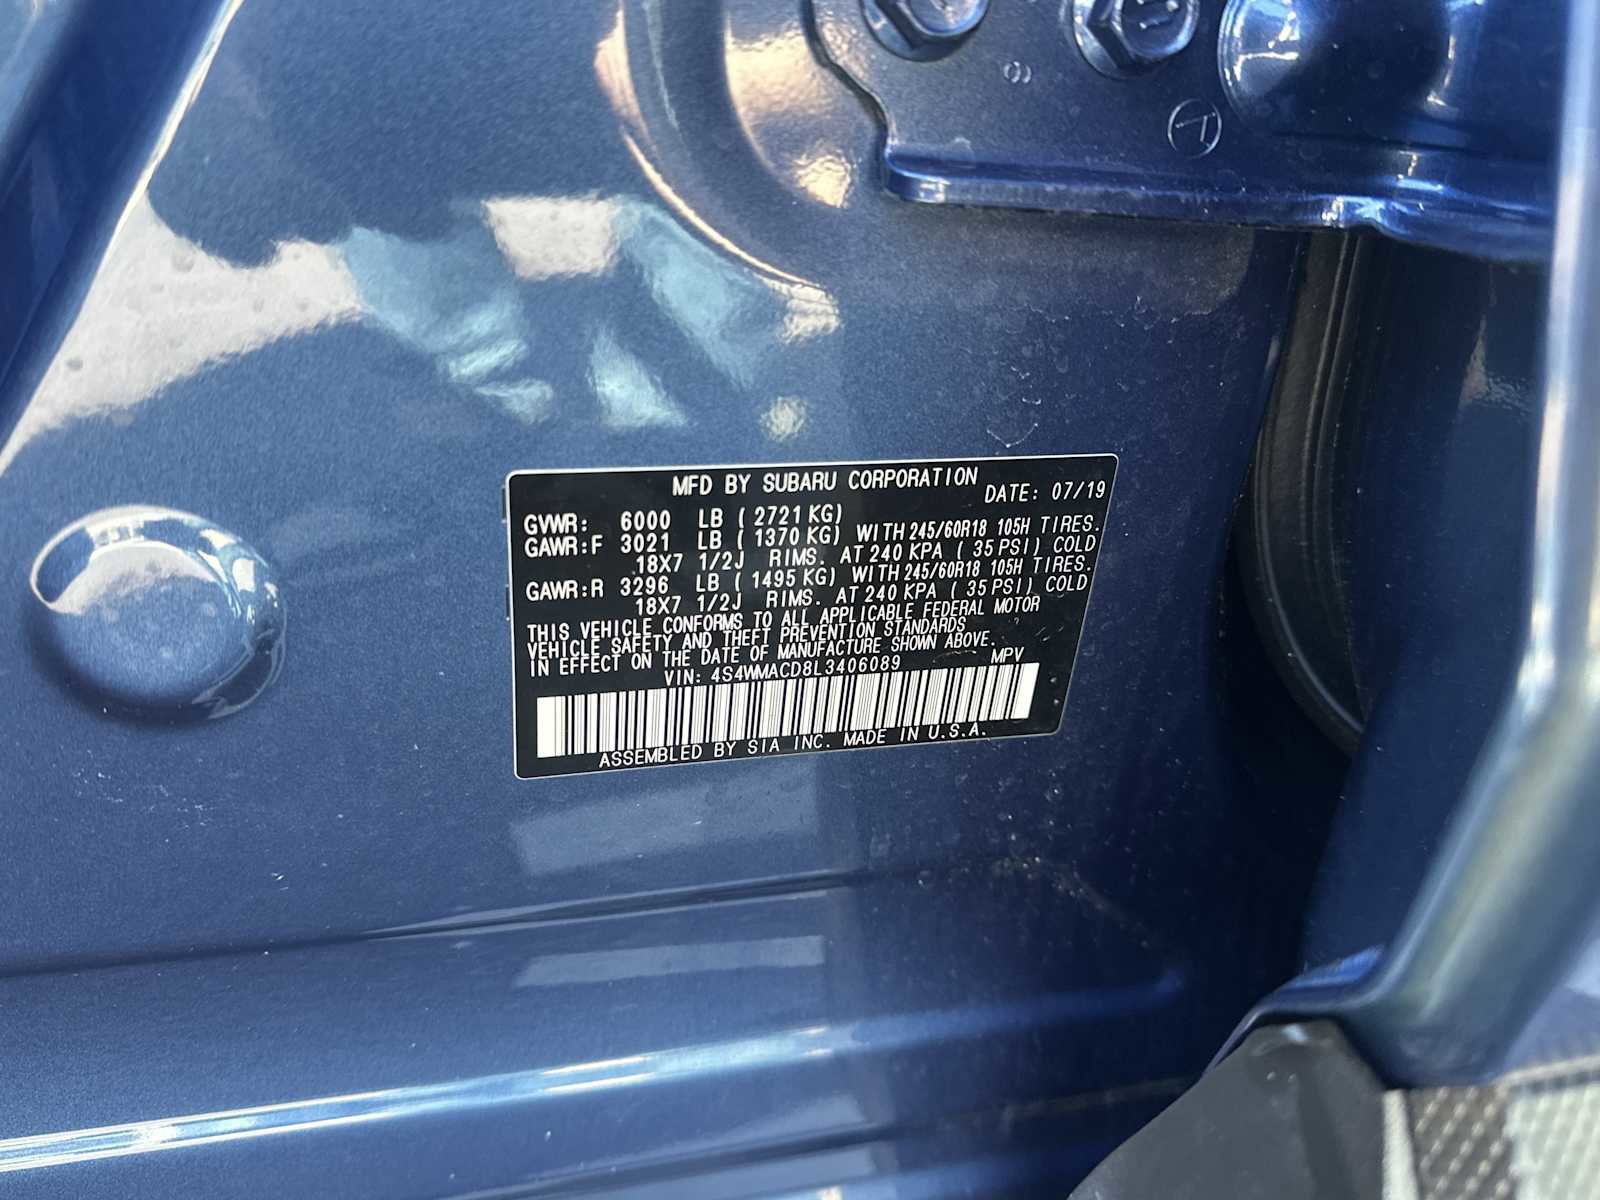 MFD BY SUBARU CORPORATION DATE: 07/19
GVWR: 6000 LB ( 2721 KG)
GAWR:F 3021 LB ( 1370 KG) WITH 245/60R18 105H TIRES.
18X7 1/2J RIMS. AT 240 KPA ( 35 PSI) COLD
GAWR:R 3296 LB ( 1495 KG) WITH 245/60R18 105H TIRES.
18X7 1/2J RIMS. AT 240 KPA ( 35 PSI) COLD
THIS VEHICLE CONFORMS TO ALL APPLICABLE FEDERAL MOTOR
VEHICLE SAFETY AND THEFT PREVENTION STANDARDS
IN EFFECT ON THE DATE OF MANUFACTURE SHOWN ABOVE.
VIN: 4S4WMACD8L3406089 MPV
ASSEMBLED BY SIA INC. MADE IN U.S.A.